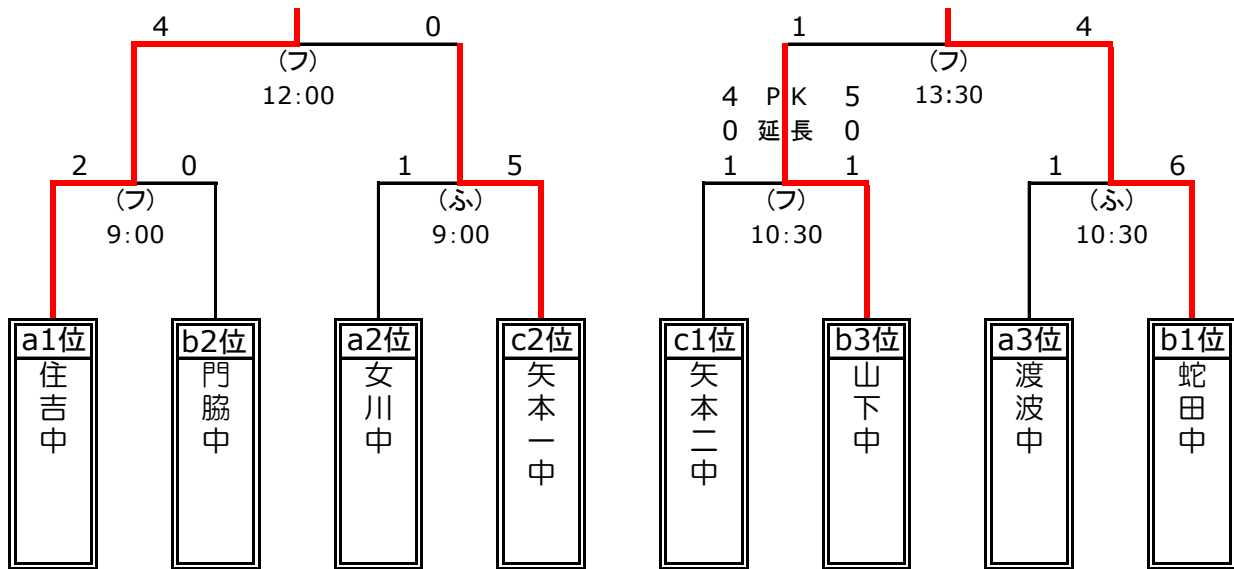 4 0 1 4
(フ) (フ)
12:00 13:30
4 PK 5
0 延長 0
2 0 1 5 1 1 1 6
(フ) (ふ) (フ) (ふ)
9:00 9:00 10:30 10:30
a1位 b2位 a2位 c2位 c1位 b3位 a3位 b1位
住吉中
門脇中
女川中
矢本一中
矢本二中
山下中
渡波中
蛇田中